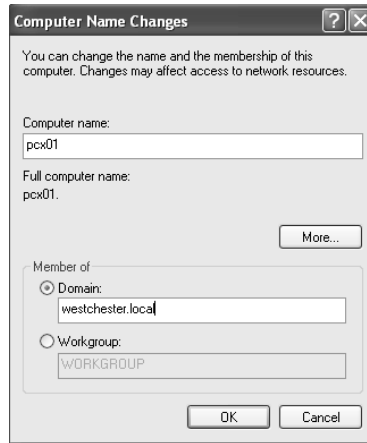 Computer Name Changes
You can change the name and the membership of this
computer. Changes may affect access to network resources.
Computer name:
pcx01
Full computer name:
pcx01.
More...
Member of
Domain:
westchester.local
Workgroup:
WORKGROUP
OK Cancel